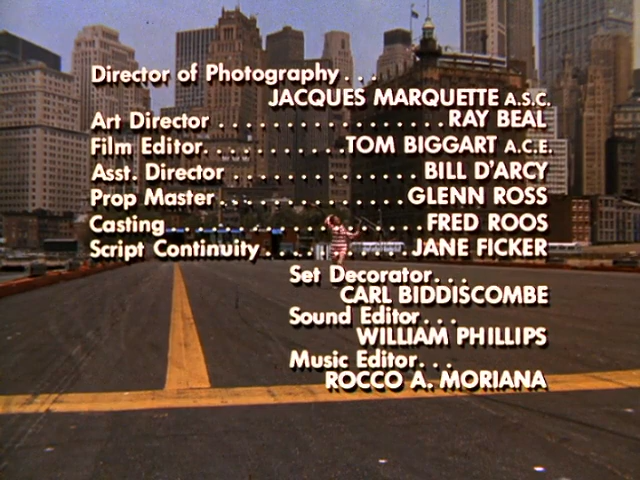 Director of Photography . . .
JACQUES MARQUETTE A.S.C.
Art Director . . . . . . . . . . . . . . . . . RAY BEAL
Film Editor. . . . . . . . . . . TOM BIGGART A.C.E.
Asst. Director . . . . . . . . . . . . . . . BILL D'ARCY
Prop Master . . . . . . . . . . . . . . . GLENN ROSS
Casting . . . . . . . . . . . . . . . . . . . . FRED ROOS
Script Continuity . . . . . . . . . . . JANE FICKER
Set Decorator. . .
CARL BIDDISCOMBE
Sound Editor. . .
WILLIAM PHILLIPS
Music Editor. . .
ROCCO A. MORIANA